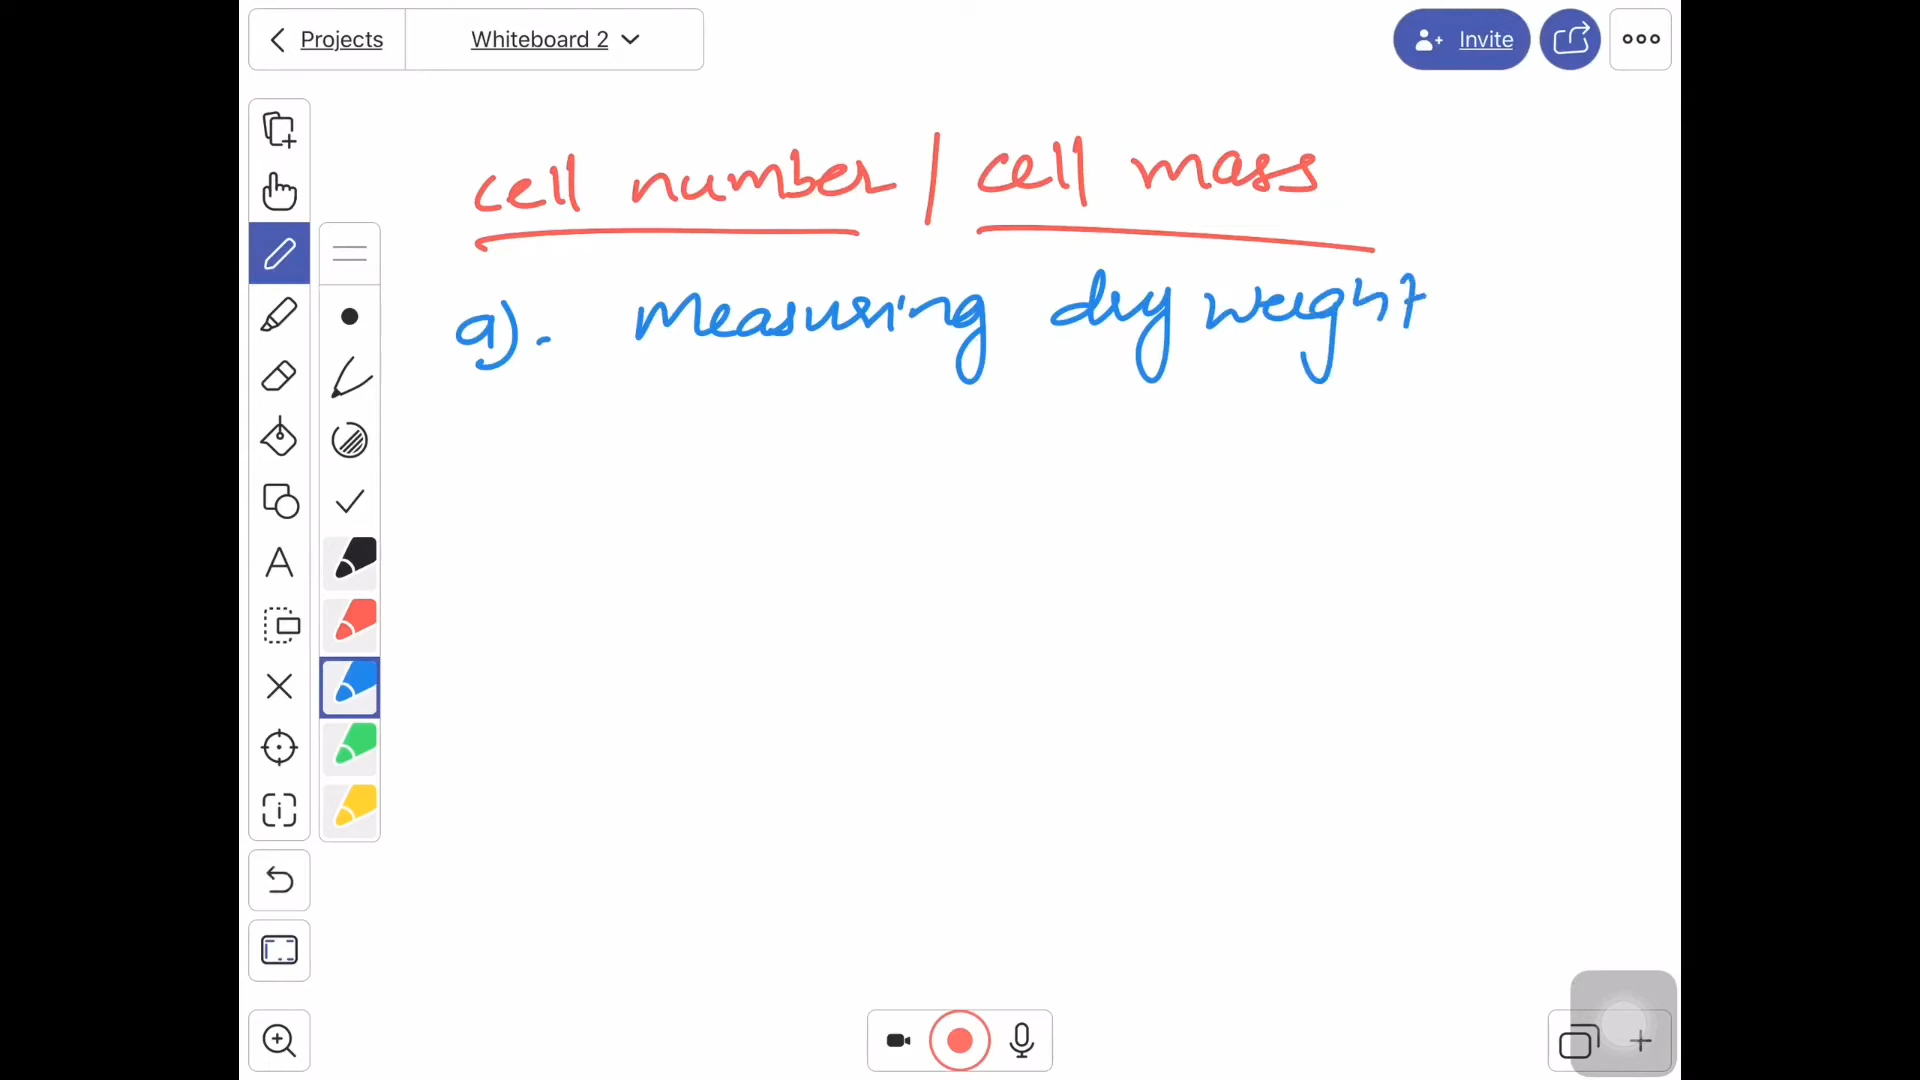 Projects
Whiteboard 2
Invite
cell number / cell mass
a). Measuring dry weight